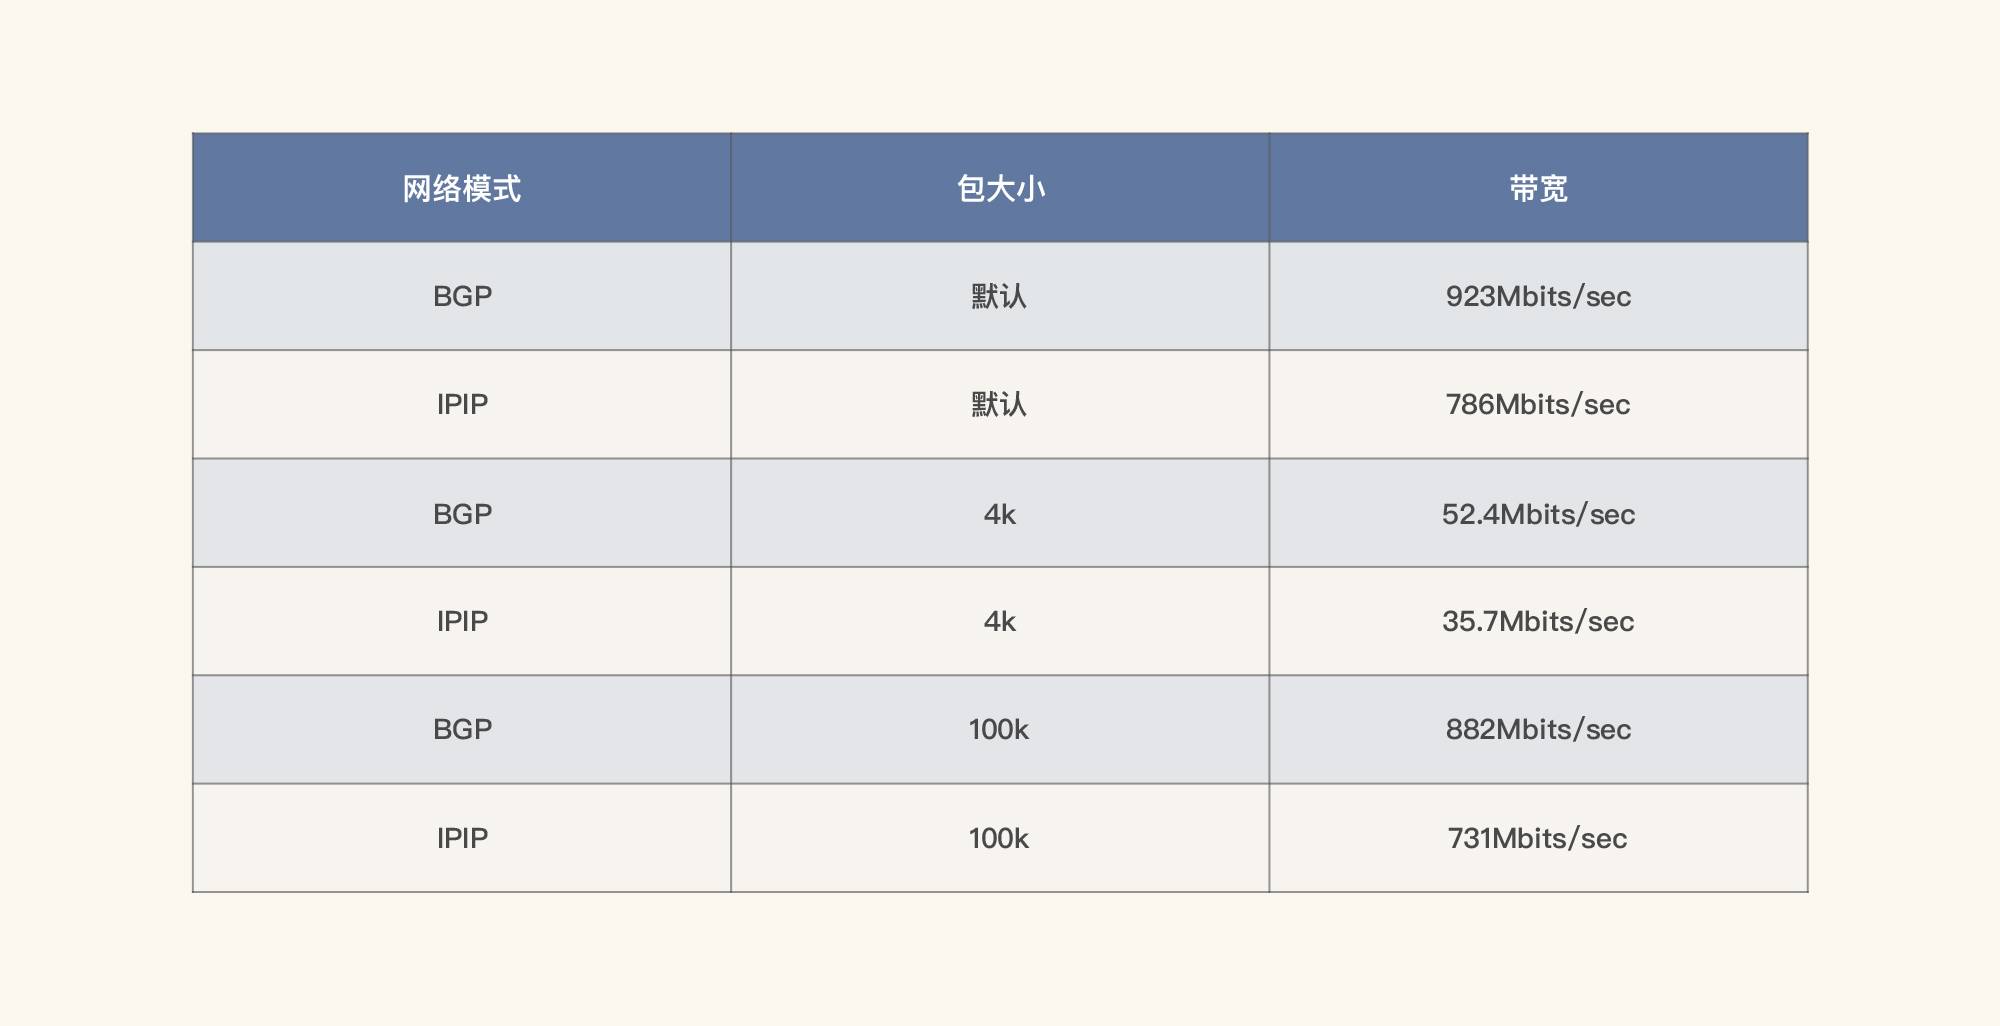 网络模式 包大小 带宽
BGP 默认 923Mbits/sec
IPIP 默认 786Mbits/sec
BGP 4k 52.4Mbits/sec
IPIP 4k 35.7Mbits/sec
BGP 100k 882Mbits/sec
IPIP 100k 731Mbits/sec